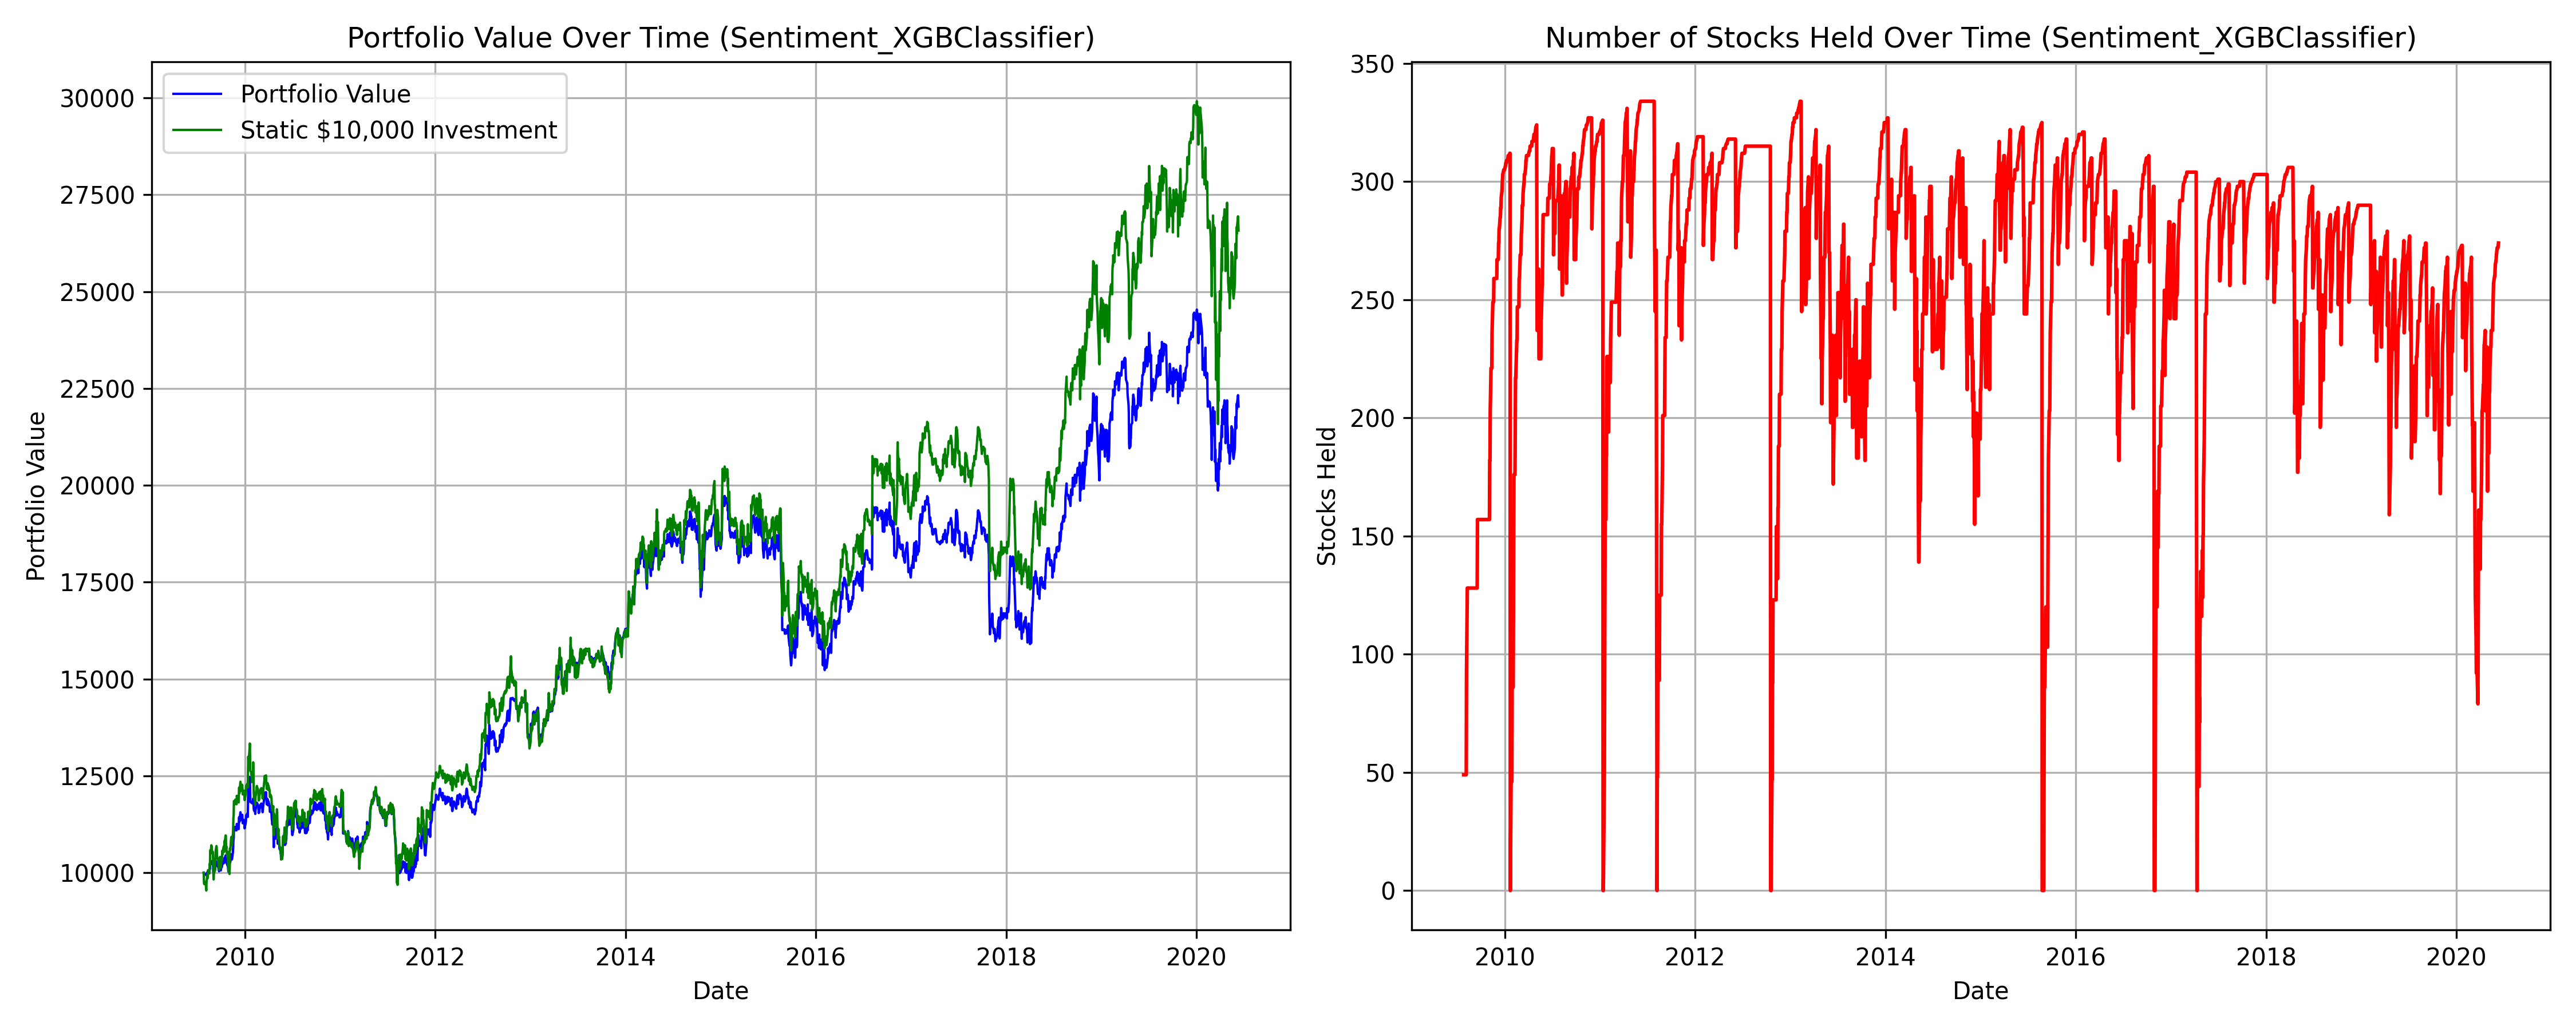 Portfolio Value Over Time (Sentiment_XGBClassifier)
Portfolio Value
Static $10,000 Investment
Portfolio Value
30000
27500
25000
22500
20000
17500
15000
12500
10000
2010 2012 2014 2016 2018 2020
Date
Number of Stocks Held Over Time (Sentiment_XGBClassifier)
Stocks Held
350
300
250
200
150
100
50
0
2010 2012 2014 2016 2018 2020
Date